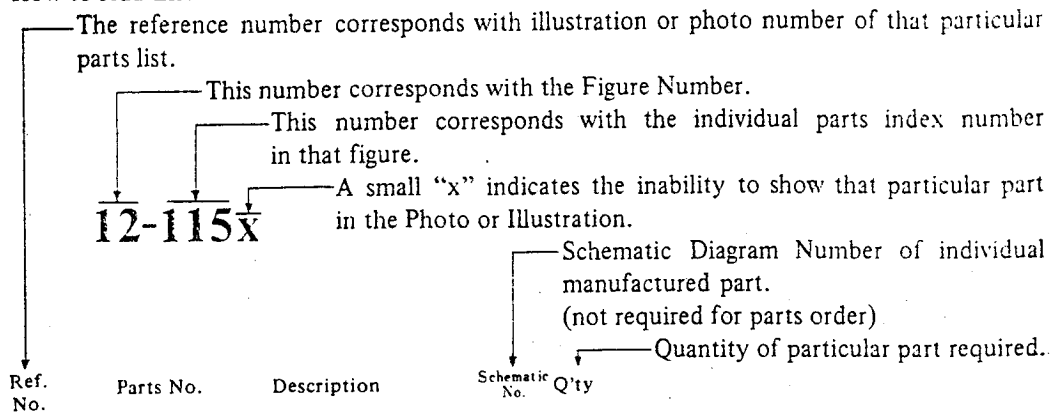 The reference number corresponds with illustration or photo number of that particular
parts list.
This number corresponds with the Figure Number.
This number corresponds with the individual parts index number
in that figure.
A small “x” indicates the inability to show that particular part
in the Photo or Illustration.
12-115x
Schematic Diagram Number of individual
manufactured part.
(not required for parts order)
Quantity of particular part required.
Ref. No.
Parts No.
Description
Schematic No.
Q'ty